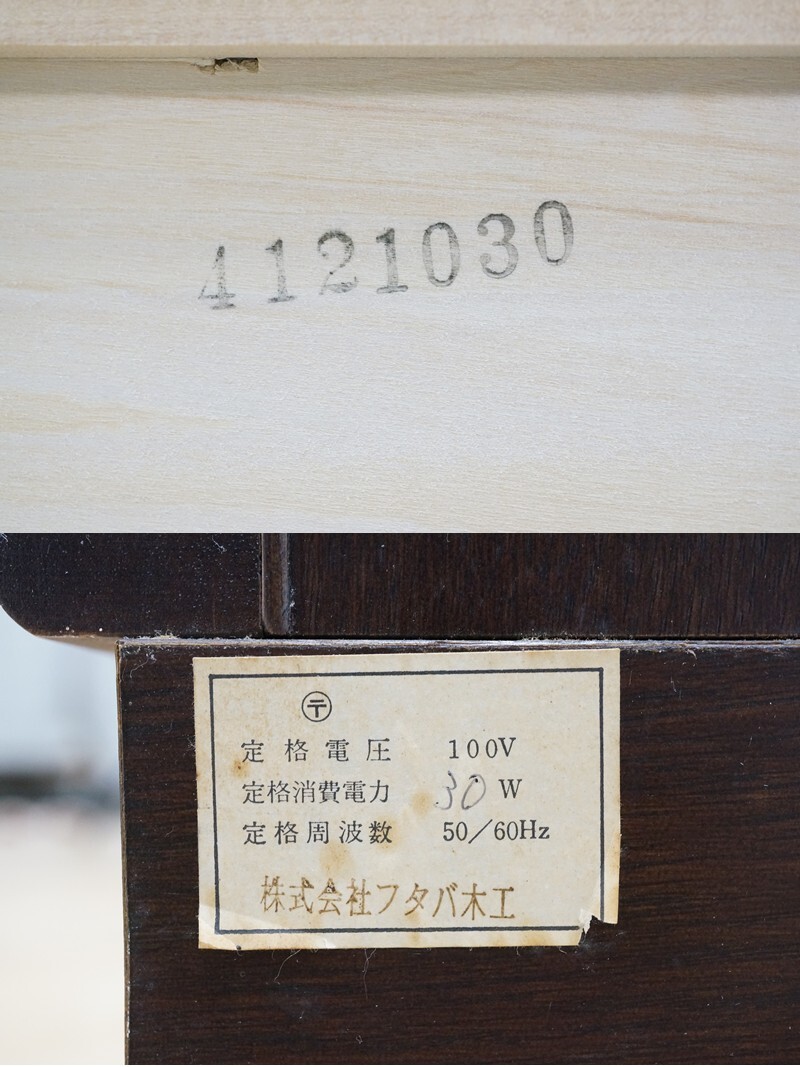 4121030
〒
定格電圧 100V
定格消費電力 30 W
定格周波数 50/60Hz
株式会社フタバ木工